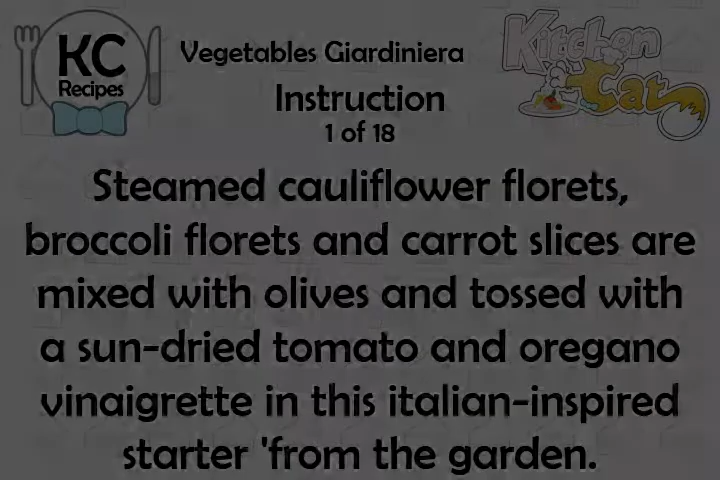 KC
Recipes
Vegetables Giardiniera
Kitchen
Cat
Instruction
1 of 18
Steamed cauliflower florets,
broccoli florets and carrot slices are
mixed with olives and tossed with
a sun-dried tomato and oregano
vinaigrette in this italian-inspired
starter 'from the garden.